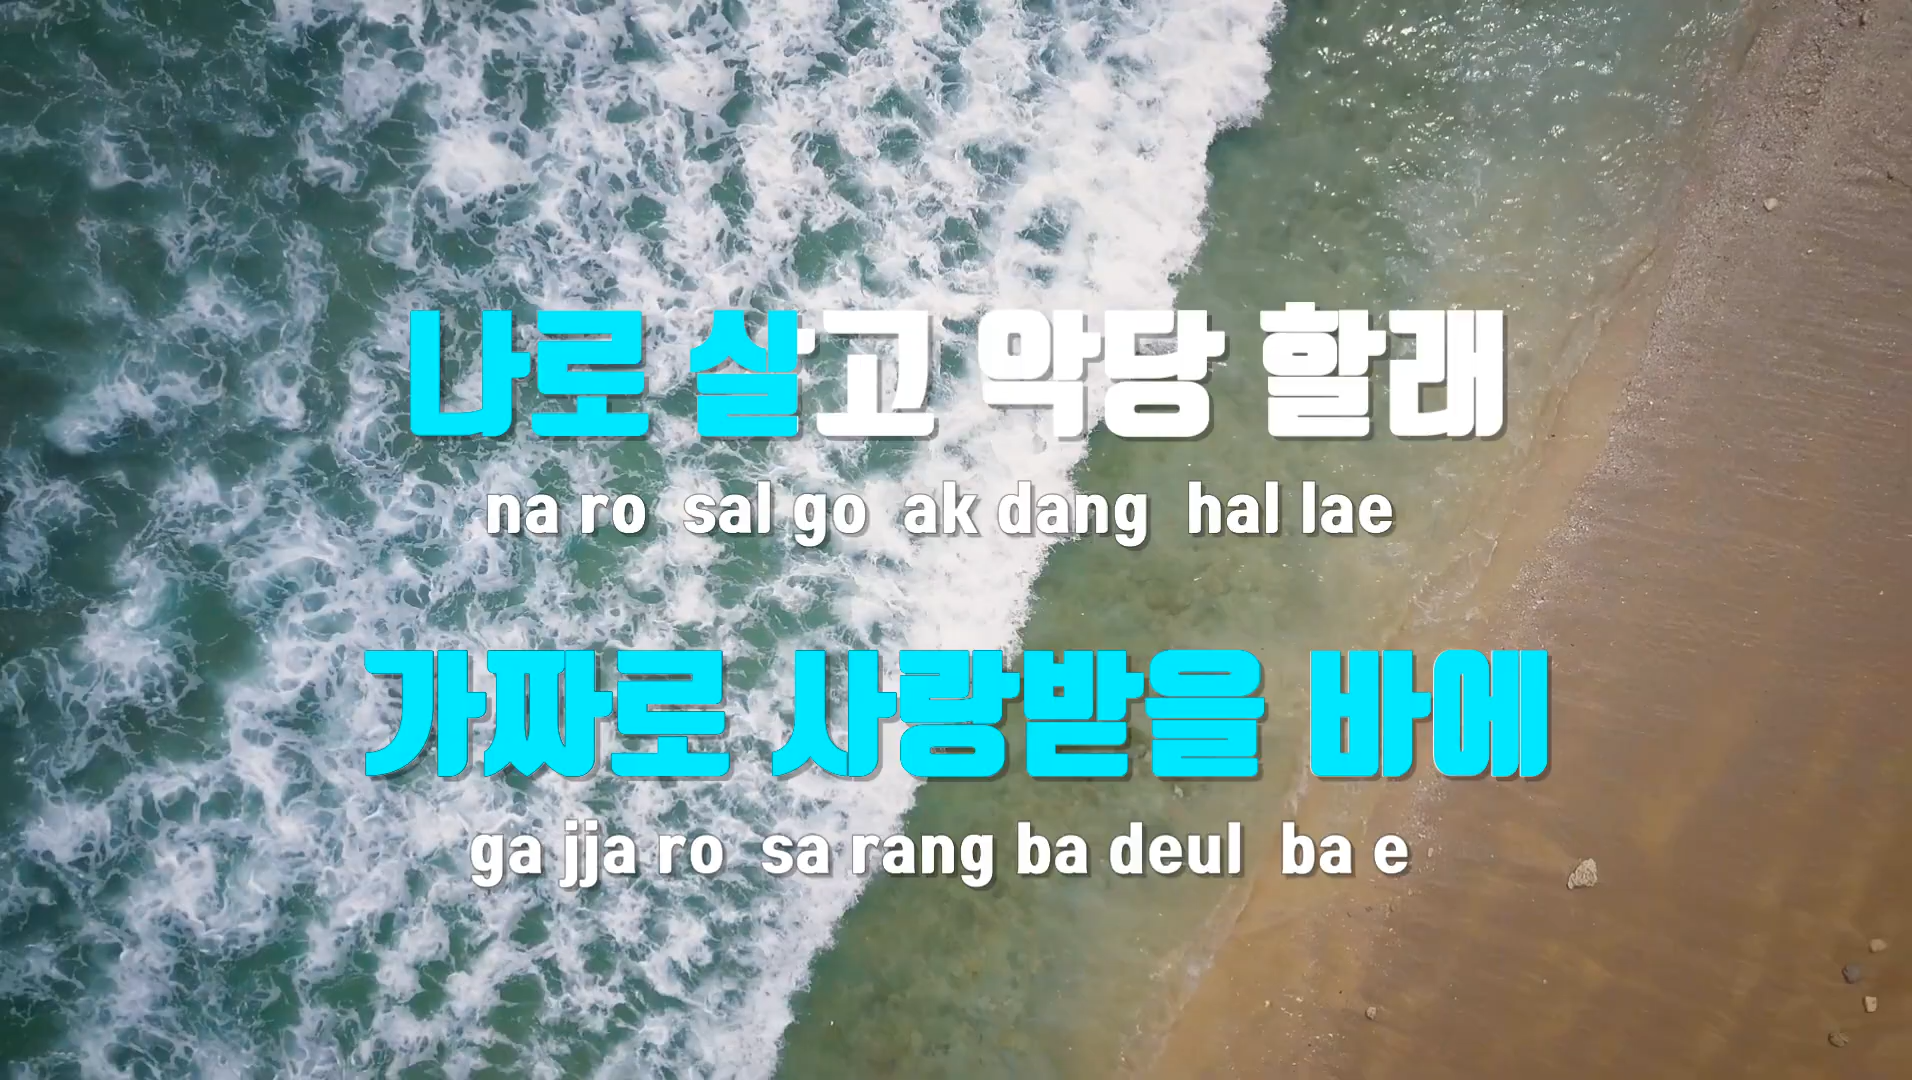 나로 살고 악당 할래
na ro sal go ak dang hal lae
가짜로 사랑받을 바에
ga jja ro sa rang ba deul ba e